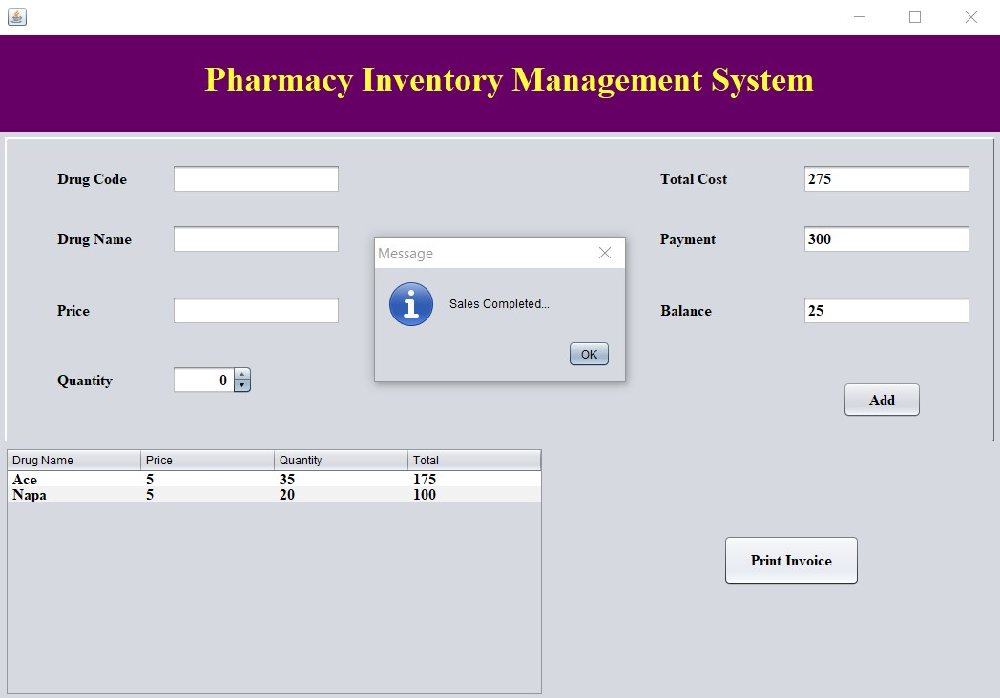 Pharmacy Inventory Management System
Drug Code
Total Cost 275
Drug Name
Payment 300
Message
Sales Completed...
OK
Price
Balance 25
Quantity 0
Add
Drug Name Price Quantity Total
Ace 5 35 175
Napa 5 20 100
Print Invoice